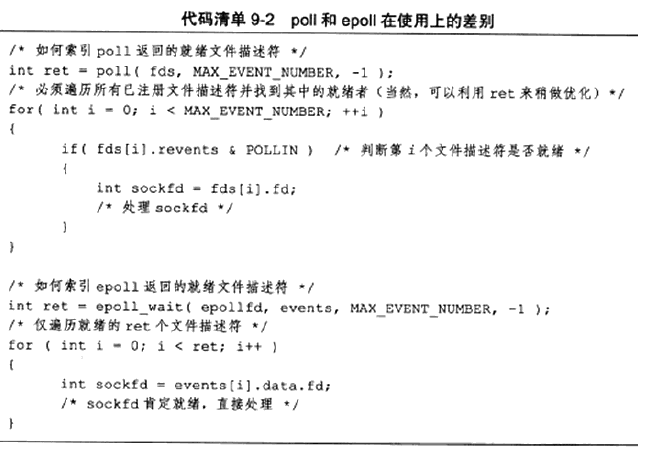 代码清单 9-2 poll 和 epoll 在使用上的差别
/* 如何索引 poll 返回的就绪文件描述符 */
int ret = poll( fds, MAX_EVENT_NUMBER, -1 );
/* 必须遍历所有已注册文件描述符并找到其中的就绪者（当然，可以利用 ret 来稍做优化）*/
for( int i = 0; i < MAX_EVENT_NUMBER; ++i )
{
if( fds[i].revents & POLLIN ) /* 判断第 i 个文件描述符是否就绪 */
{
int sockfd = fds[i].fd;
/* 处理 sockfd */
}
}
/* 如何索引 epoll 返回的就绪文件描述符 */
int ret = epoll_wait( epollfd, events, MAX_EVENT_NUMBER, -1 );
/* 仅遍历就绪的 ret 个文件描述符 */
for ( int i = 0; i < ret; i++ )
{
int sockfd = events[i].data.fd;
/* sockfd 肯定就绪，直接处理 */
}